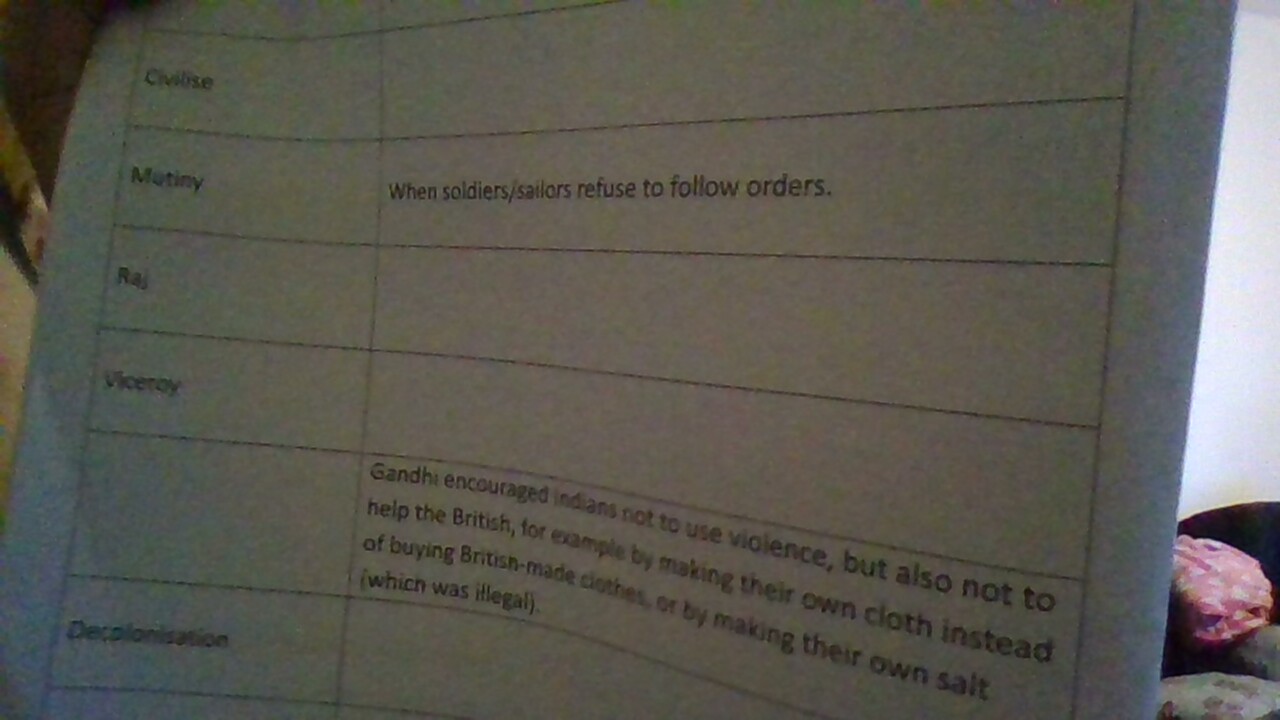 Civilise
Mutiny
When soldiers/sailors refuse to follow orders.
Raj
Viceroy
Gandhi encouraged Indians not to use violence, but also not to
help the British, for example by making their own cloth instead
of buying British-made clothes, or by making their own salt
(which was illegal).
Decolonisation